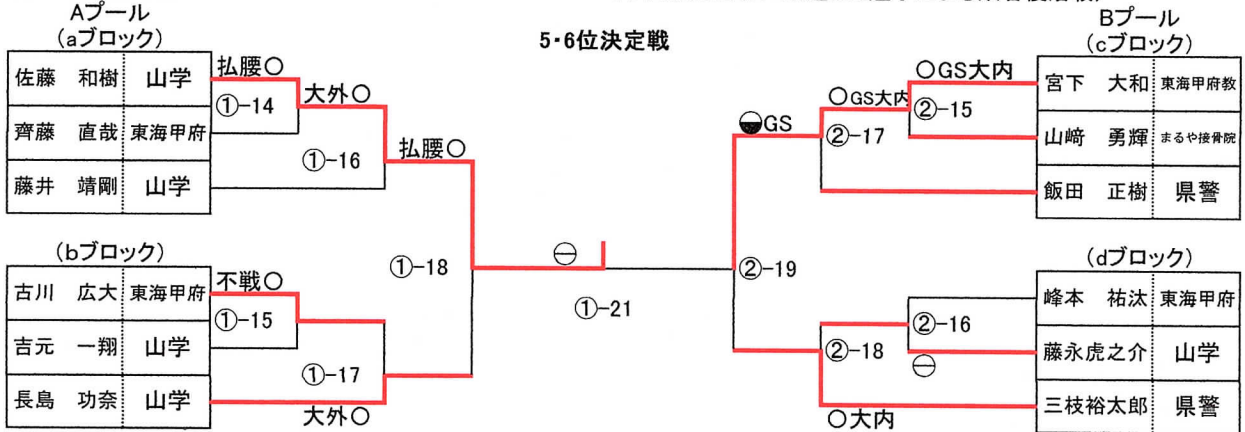 Aプール
(aブロック)
佐藤 和樹 山学
齊藤 直哉 東海甲府
藤井 靖剛 山学
払腰○
①-14
大外○
①-16
払腰○
(bブロック)
古川 広大 東海甲府
吉元 一翔 山学
長島 功奈 山学
不戦○
①-15
①-17
大外○
①-18
5・6位決定戦
㊀
①-21
Bプール
(cブロック)
宮下 大和 東海甲府教
山﨑 勇輝 まるや接骨院
飯田 正樹 県警
○GS大内
②-15
○GS大内
②-17
◒GS
②-19
(dブロック)
峰本 祐汰 東海甲府
藤永虎之介 山学
三枝裕太郎 県警
②-16
②-18
㊀
○大内